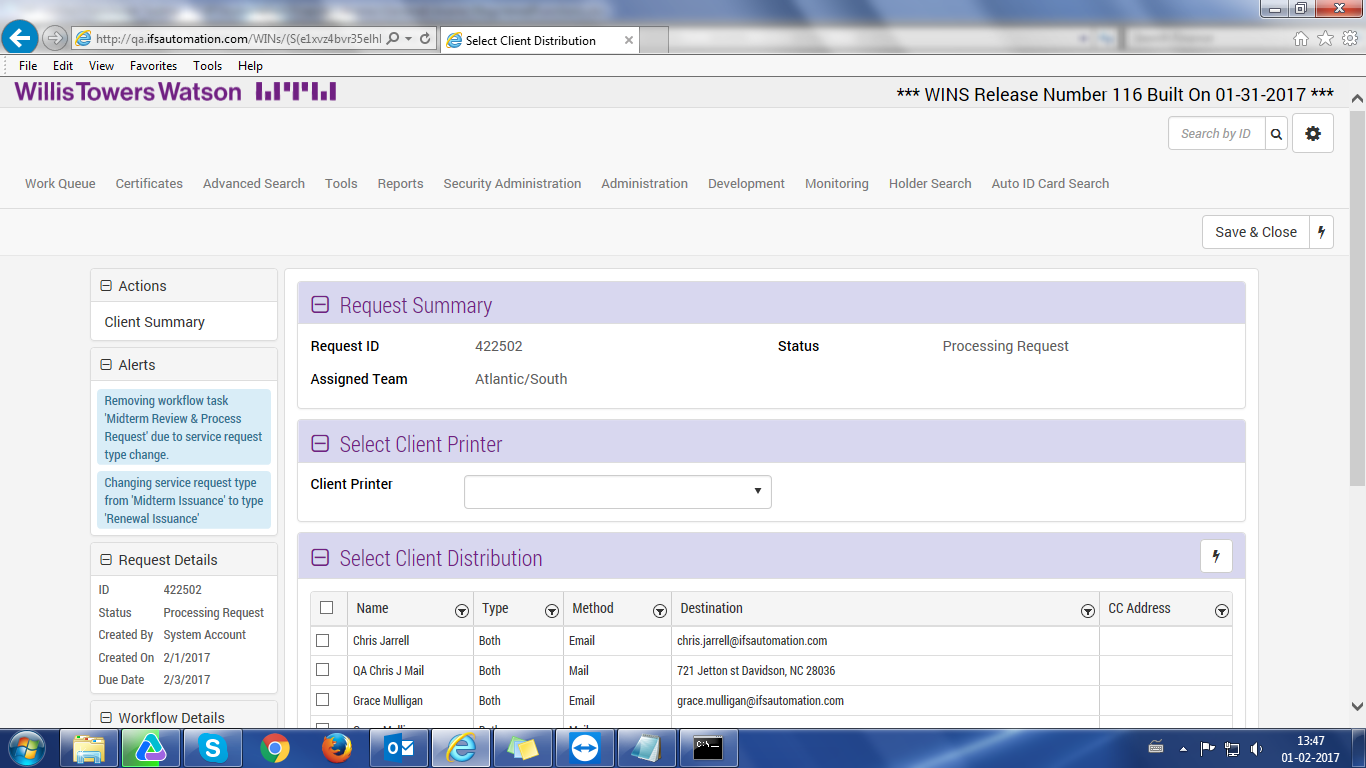 http://qa.ifsautomation.com/WINs/(S(e1xvz4bvr35elhl
Select Client Distribution
File Edit View Favorites Tools Help
WillisTowersWatson
*** WINS Release Number 116 Built On 01-31-2017 ***
Search by ID
Work Queue Certificates Advanced Search Tools Reports Security Administration Administration Development Monitoring Holder Search Auto ID Card Search
Save & Close
Actions
Client Summary
Alerts
Removing workflow task
'Midterm Review & Process
Request' due to service request
type change.
Changing service request type
from 'Midterm Issuance' to type
'Renewal Issuance'
Request Details
ID 422502
Status Processing Request
Created By System Account
Created On 2/1/2017
Due Date 2/3/2017
Workflow Details
Request Summary
Request ID 422502 Status Processing Request
Assigned Team Atlantic/South
Select Client Printer
Client Printer
Select Client Distribution
Name Type Method Destination CC Address
Chris Jarrell Both Email chris.jarrell@ifsautomation.com
QA Chris J Mail Both Mail 721 Jetton st Davidson, NC 28036
Grace Mulligan Both Email grace.mulligan@ifsautomation.com
13:47
01-02-2017